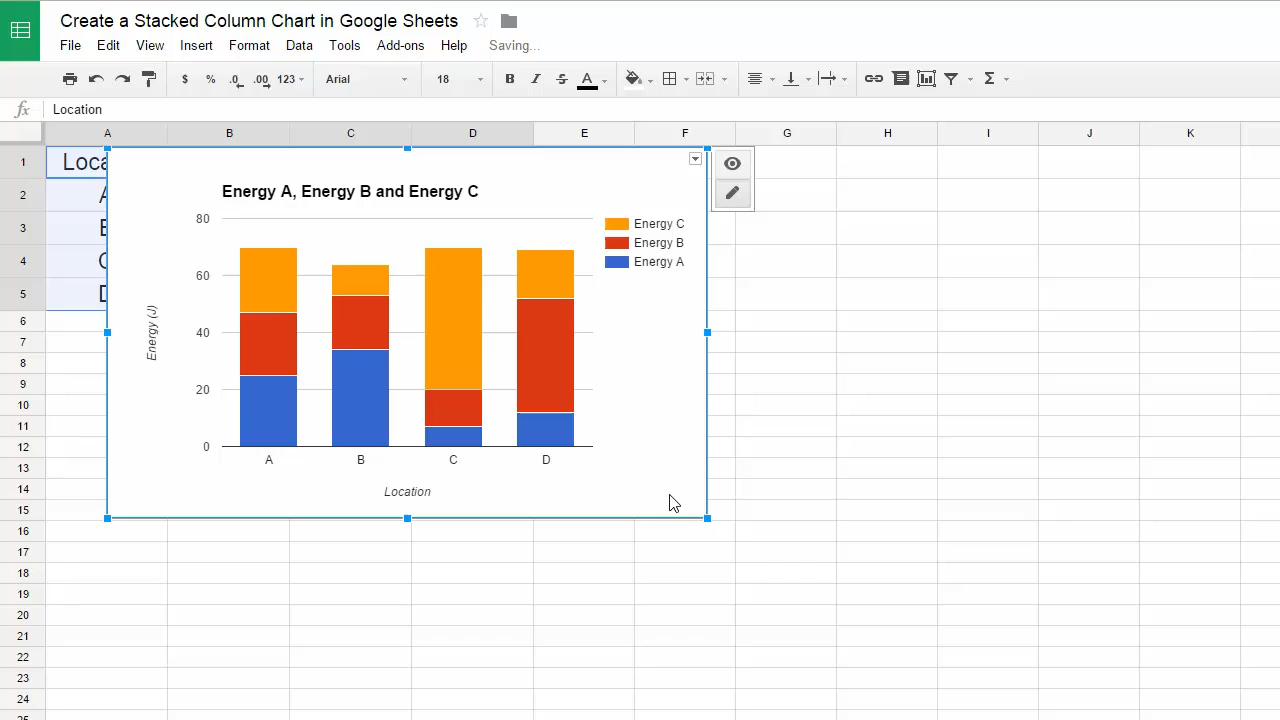 Create a Stacked Column Chart in Google Sheets
File Edit View Insert Format Data Tools Add-ons Help Saving...
$ % .0 .00 123 Arial 18 B I S A Σ
fx Location
A B C D E F G H I J K
1 Loca
2 A
3 B
4 C
5 D
6
7
8
9
10
11
12
13
14
15
16
17
18
19
20
21
22
23
24
25
Energy A, Energy B and Energy C
80
60
40
20
0
Energy (J)
A B C D
Location
Energy C
Energy B
Energy A